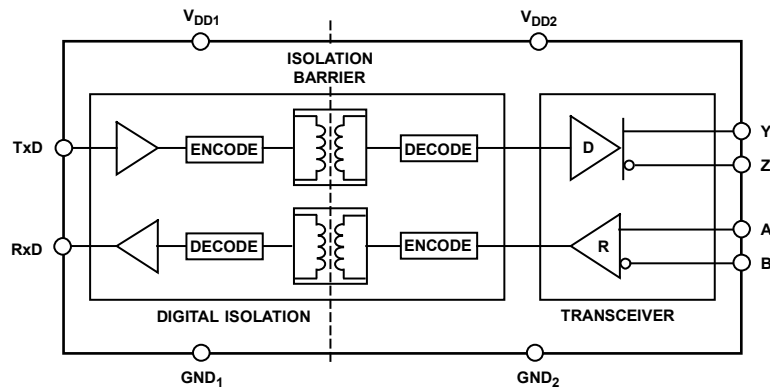 VDD1
VDD2
ISOLATION
BARRIER
TxD
ENCODE
DECODE
D
Y
Z
RxD
DECODE
ENCODE
R
A
B
DIGITAL ISOLATION
TRANSCEIVER
GND1
GND2